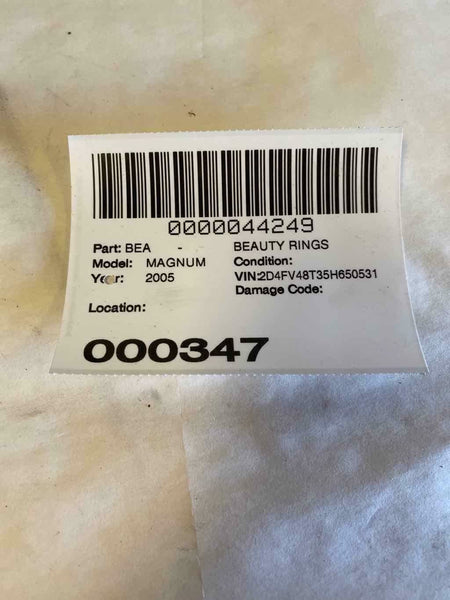 0000044249
Part: BEA - BEAUTY RINGS
Model: MAGNUM Condition:
Year: 2005 VIN:2D4FV48T35H650531
Damage Code:
Location:
000347